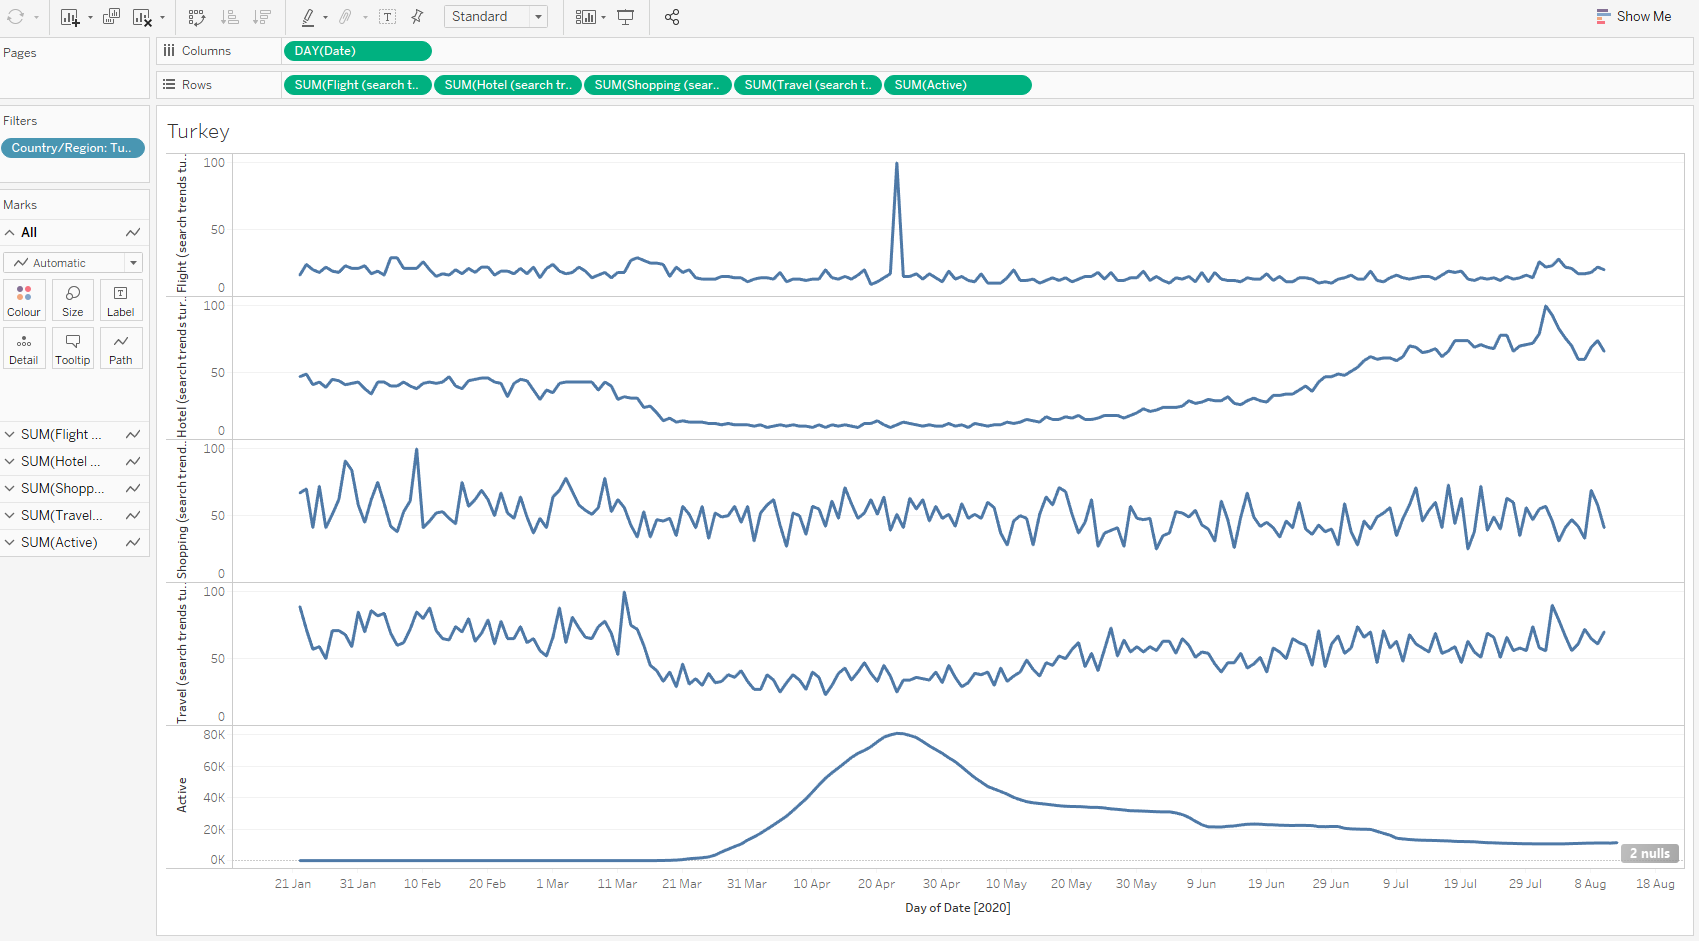 Standard
Show Me
Pages
Columns
DAY(Date)
Rows
SUM(Flight (search t..
SUM(Hotel (search tr..
SUM(Shopping (sear..
SUM(Travel (search t..
SUM(Active)
Filters
Country/Region: Tu..
Marks
All
Automatic
Colour
Size
Label
Detail
Tooltip
Path
SUM(Flight ...
SUM(Hotel ...
SUM(Shopp...
SUM(Travel...
SUM(Active)
Turkey
Flight (search trends tu..
100
50
0
Hotel (search trends tur..
100
50
0
Shopping (search trend..
100
50
0
Travel (search trends tu..
100
50
0
Active
80K
60K
40K
20K
0K
2 nulls
21 Jan
31 Jan
10 Feb
20 Feb
1 Mar
11 Mar
21 Mar
31 Mar
10 Apr
20 Apr
30 Apr
10 May
20 May
30 May
9 Jun
19 Jun
29 Jun
9 Jul
19 Jul
29 Jul
8 Aug
18 Aug
Day of Date [2020]